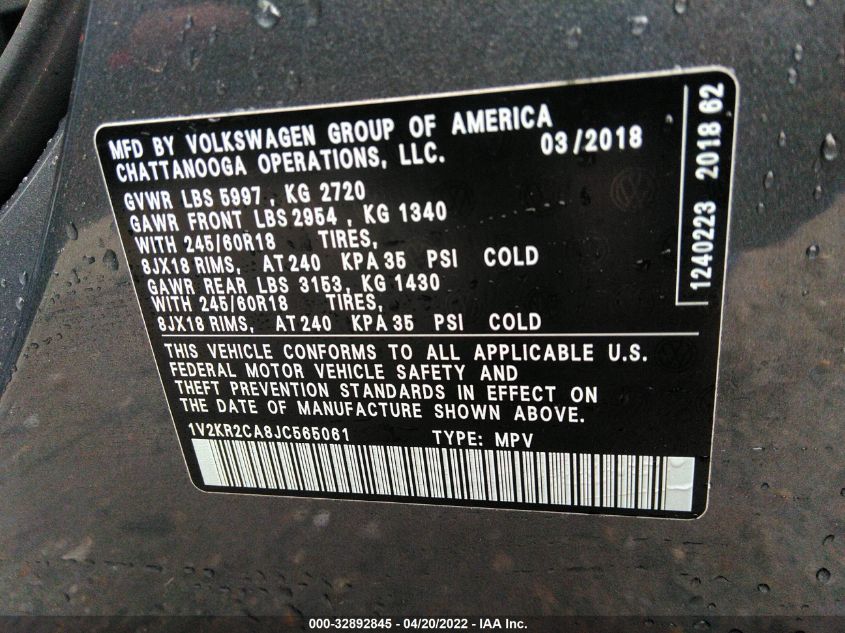 MFD BY VOLKSWAGEN GROUP OF AMERICA
CHATTANOOGA OPERATIONS, LLC. 03/2018
GVWR LBS 5997 , KG 2720
GAWR FRONT LBS 2954 , KG 1340
WITH 245/60R18 TIRES,
8JX18 RIMS, AT 240 KPA 35 PSI COLD
GAWR REAR LBS 3153, KG 1430
WITH 245/60R18 TIRES,
8JX18 RIMS, AT 240 KPA 35 PSI COLD
THIS VEHICLE CONFORMS TO ALL APPLICABLE U.S.
FEDERAL MOTOR VEHICLE SAFETY AND
THEFT PREVENTION STANDARDS IN EFFECT ON
THE DATE OF MANUFACTURE SHOWN ABOVE.
1V2KR2CA8JC565061 TYPE: MPV
1240223 2018 62
000-32892845 - 04/20/2022 - IAA Inc.